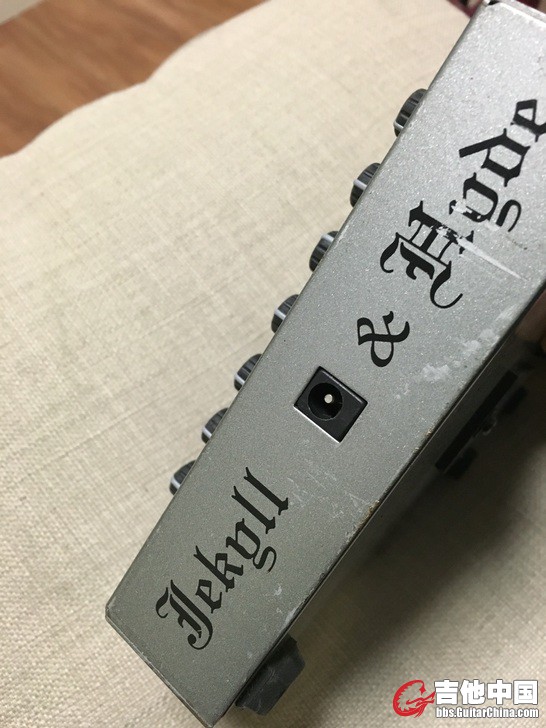 Jekyll & Hyde
吉他中国
bbs.GuitarChina.com